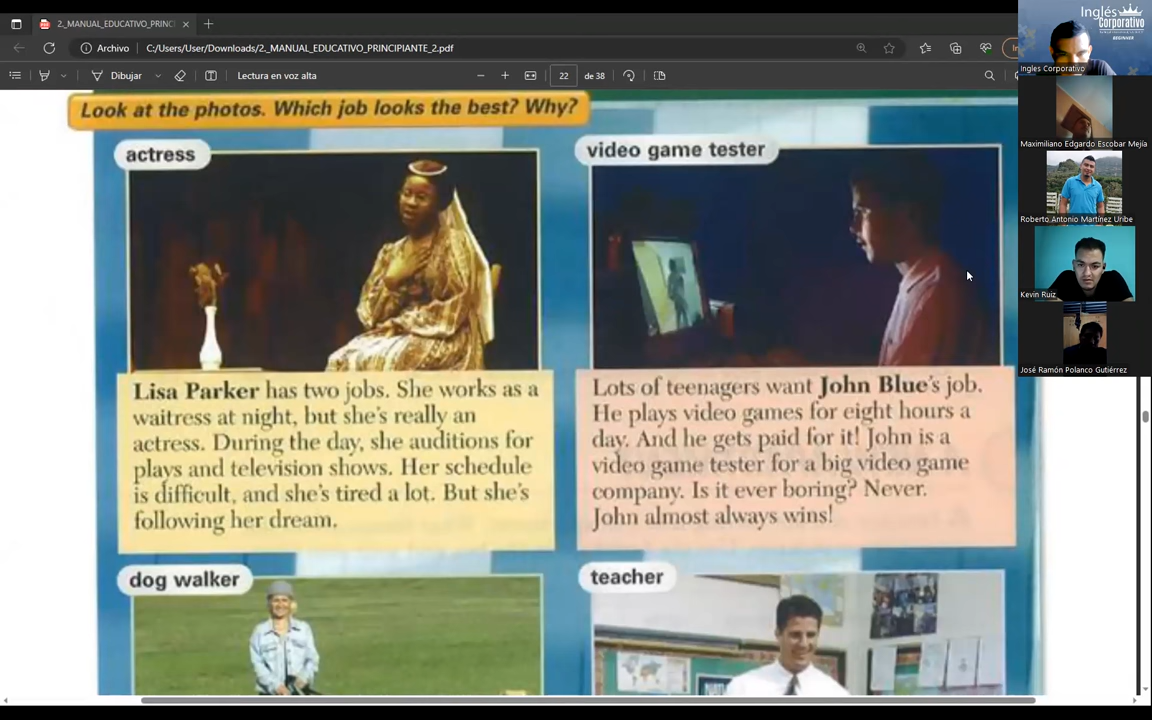 2._MANUAL_EDUCATIVO_PRINCI
Archivo
C:/Users/User/Downloads/2._MANUAL_EDUCATIVO_PRINCIPIANTE_2.pdf
Dibujar
Lectura en voz alta
22
de 38
Look at the photos. Which job looks the best? Why?
actress
Lisa Parker has two jobs. She works as a
waitress at night, but she's really an
actress. During the day, she auditions for
plays and television shows. Her schedule
is difficult, and she's tired a lot. But she's
following her dream.
video game tester
Lots of teenagers want John Blue's job.
He plays video games for eight hours a
day. And he gets paid for it! John is a
video game tester for a big video game
company. Is it ever boring? Never.
John almost always wins!
dog walker
teacher
Inglés
Corporativo
BEGINNER
Ingles Corporativo
Maximiliano Edgardo Escobar Mejía
Roberto Antonio Martínez Uribe
Kevin Ruiz
José Ramón Polanco Gutiérrez